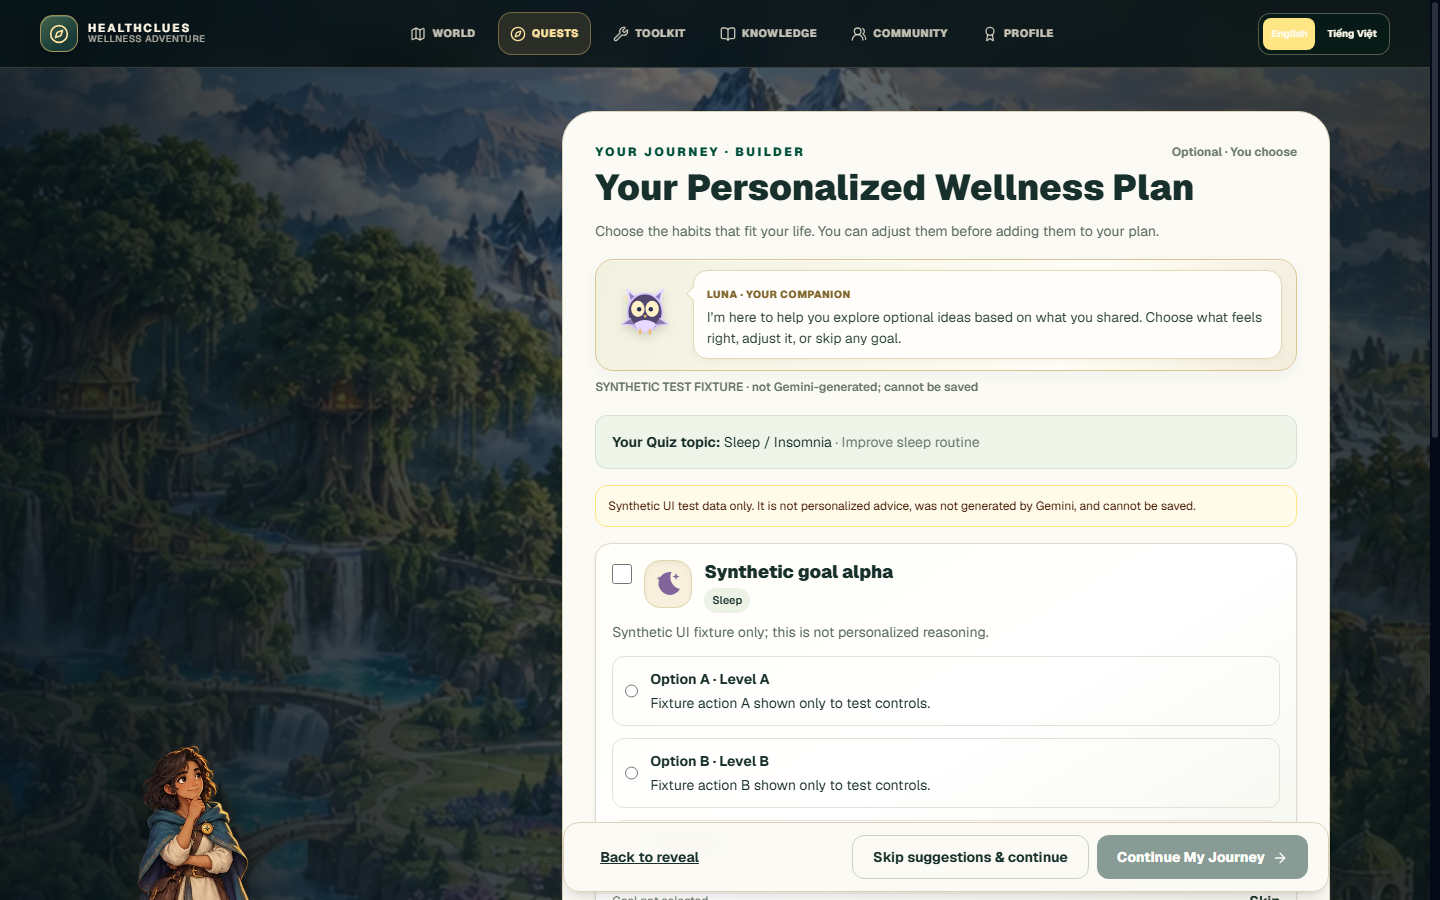 HEALTHCLUES
WELLNESS ADVENTURE
WORLD
QUESTS
TOOLKIT
KNOWLEDGE
COMMUNITY
PROFILE
English
Tiếng Việt
YOUR JOURNEY · BUILDER
Optional · You choose
Your Personalized Wellness Plan
Choose the habits that fit your life. You can adjust them before adding them to your plan.
LUNA · YOUR COMPANION
I'm here to help you explore optional ideas based on what you shared. Choose what feels
right, adjust it, or skip any goal.
SYNTHETIC TEST FIXTURE · not Gemini-generated; cannot be saved
Your Quiz topic: Sleep / Insomnia · Improve sleep routine
Synthetic UI test data only. It is not personalized advice, was not generated by Gemini, and cannot be saved.
Synthetic goal alpha
Sleep
Synthetic UI fixture only; this is not personalized reasoning.
Option A · Level A
Fixture action A shown only to test controls.
Option B · Level B
Fixture action B shown only to test controls.
Back to reveal
Skip suggestions & continue
Continue My Journey →
Goal not selected
Skip